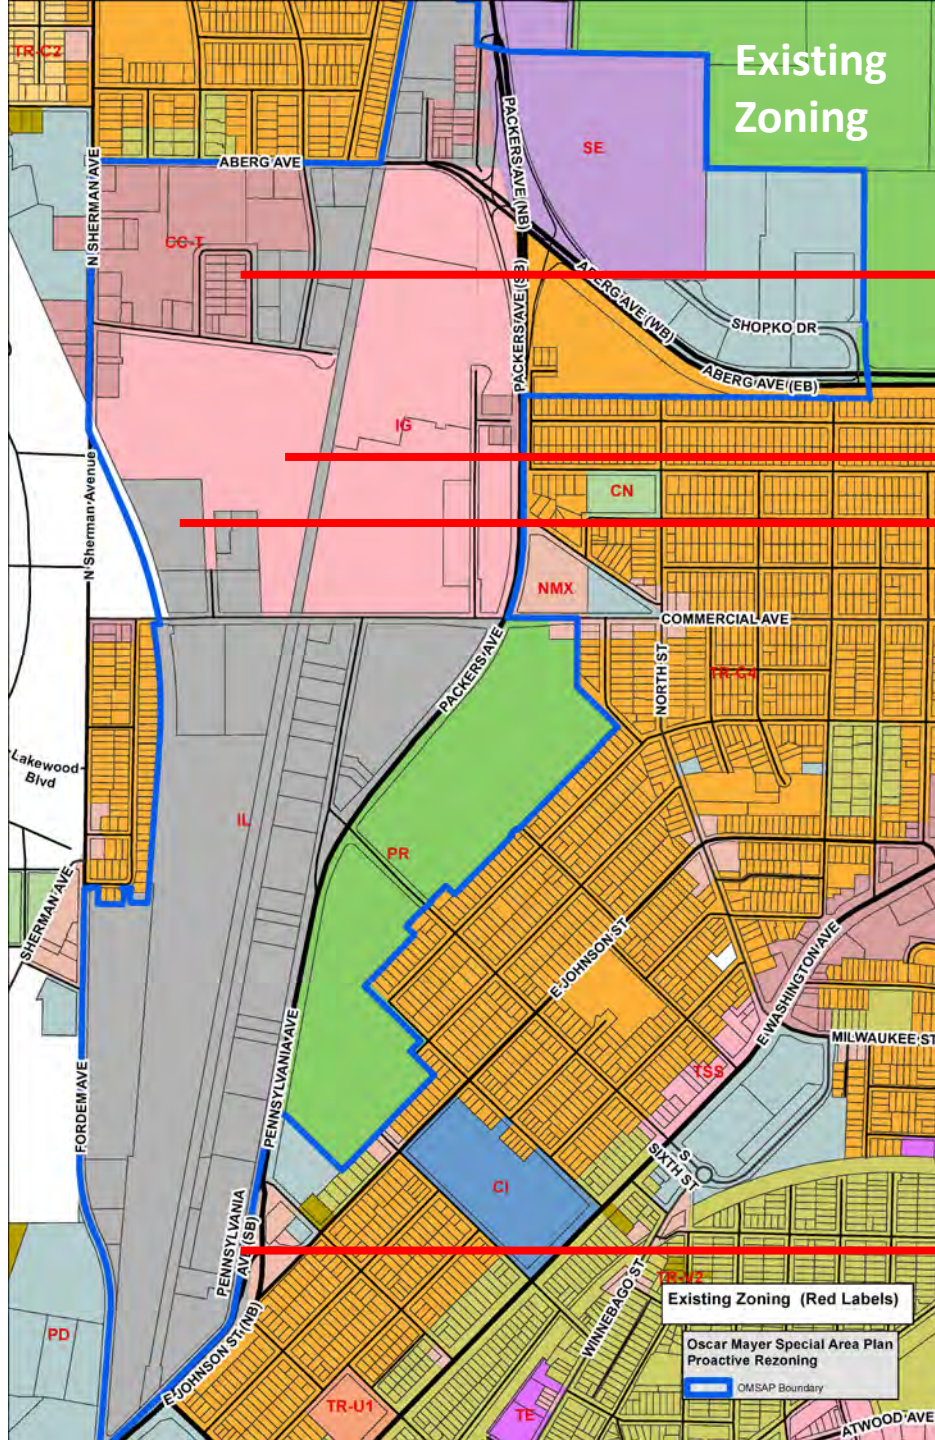 Existing
Zoning
TR-C2
PACKERS AVE (NB)
SE
ABERG AVE
N SHERMAN AVE
CC-T
PACKERS AVE (SB)
ABERG AVE (WB)
SHOPKO DR
ABERG AVE (EB)
IG
CN
N Sherman Avenue
NMX
COMMERCIAL AVE
PACKERS AVE
NORTH ST
TR-C4
Lakewood
Blvd
IL
PR
SHERMAN AVE
E JOHNSON ST
E WASHINGTON AVE
MILWAUKEE ST
PENNSYLVANIA AVE
FORDEM AVE
TSS
S
SIXTH ST
CI
PENNSYLVANIA
AVE (SB)
WINNEBAGO ST
TR-V2
Existing Zoning (Red Labels)
PD
E JOHNSON ST (NB)
Oscar Mayer Special Area Plan
Proactive Rezoning
OMSAP Boundary
TR-U1
TE
ATWOOD AVE